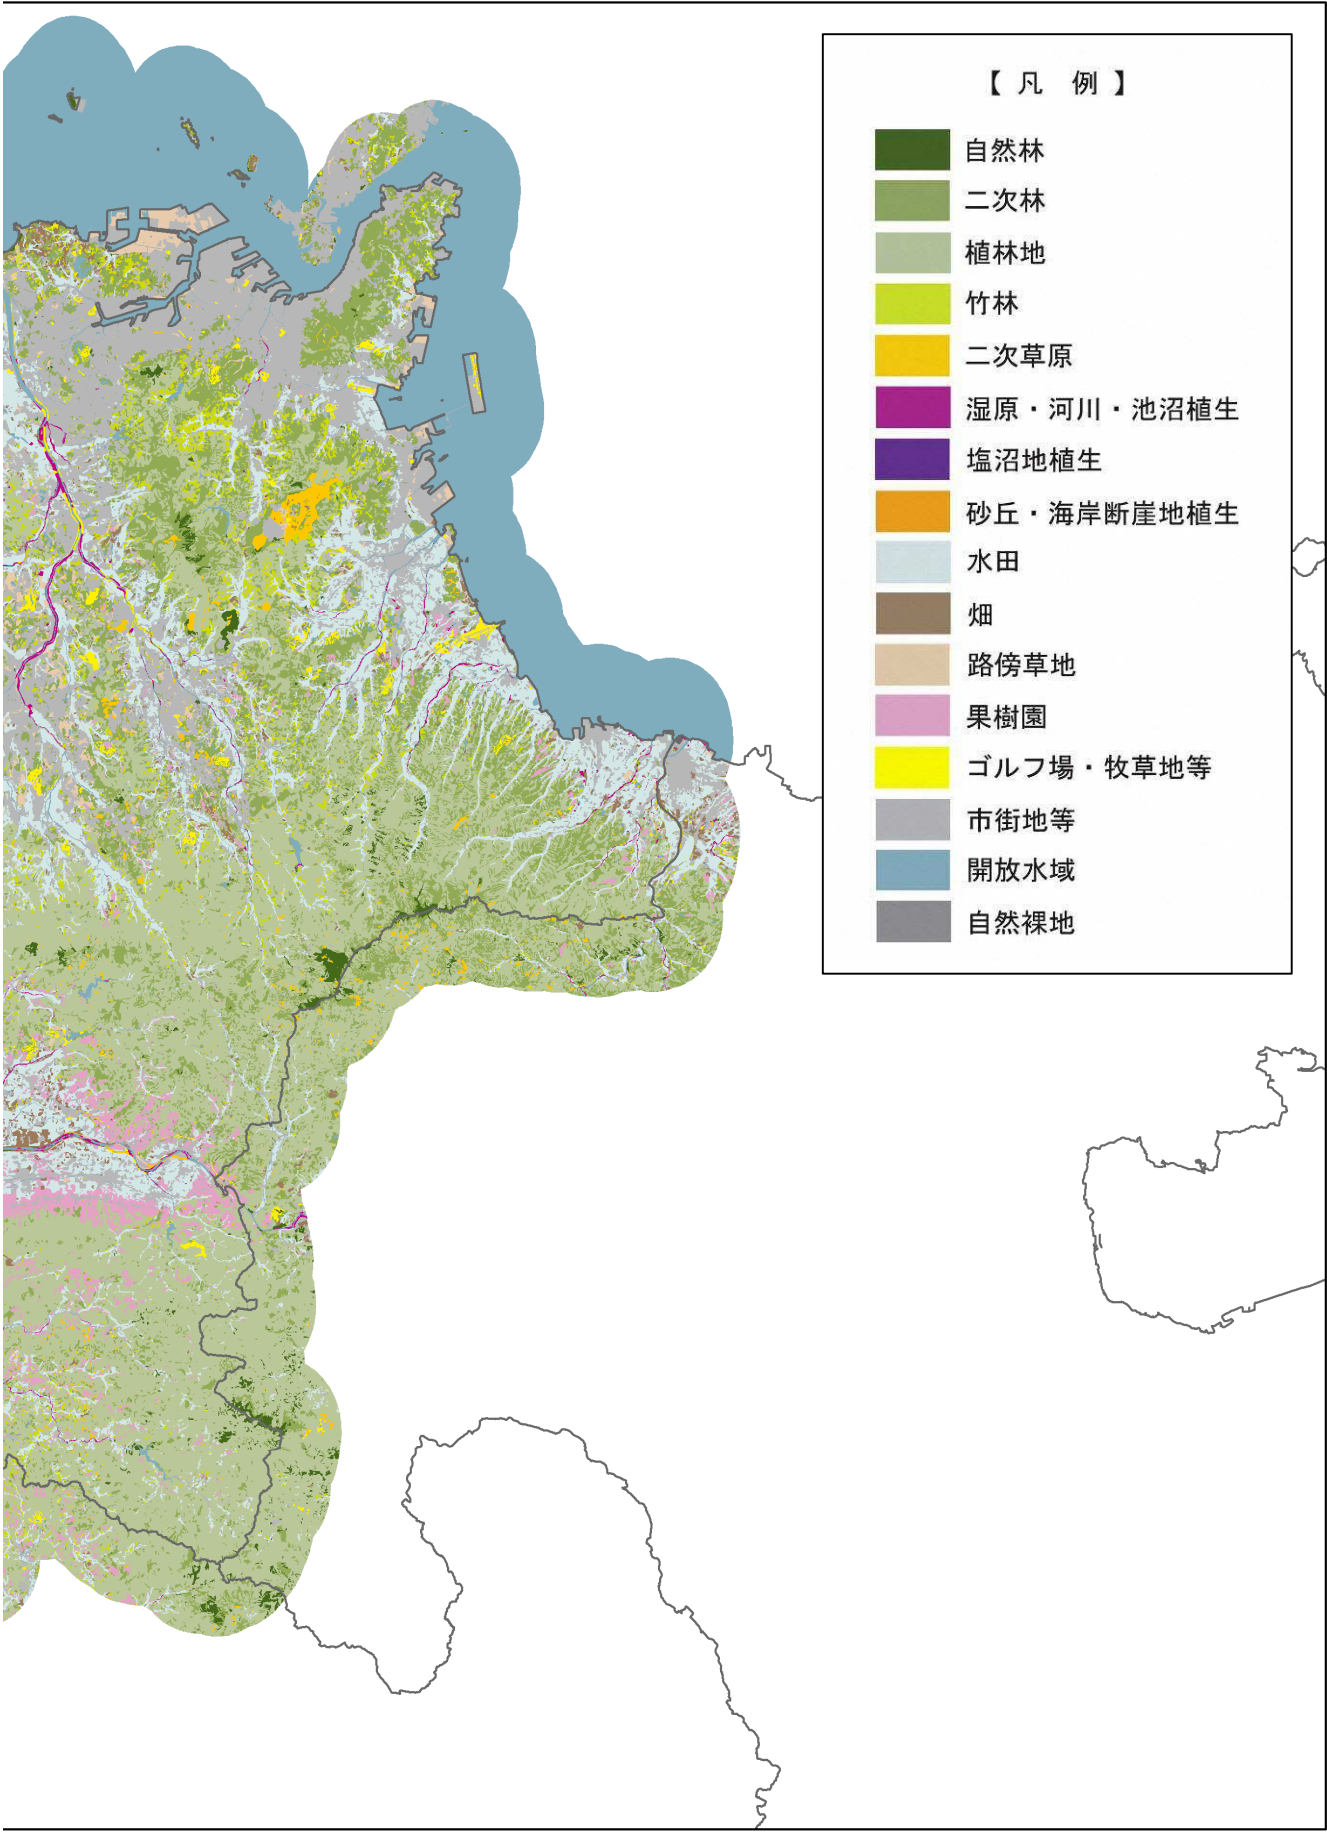 【 凡 例 】
自然林
二次林
植林地
竹林
二次草原
湿原・河川・池沼植生
塩沼地植生
砂丘・海岸断崖地植生
水田
畑
路傍草地
果樹園
ゴルフ場・牧草地等
市街地等
開放水域
自然裸地